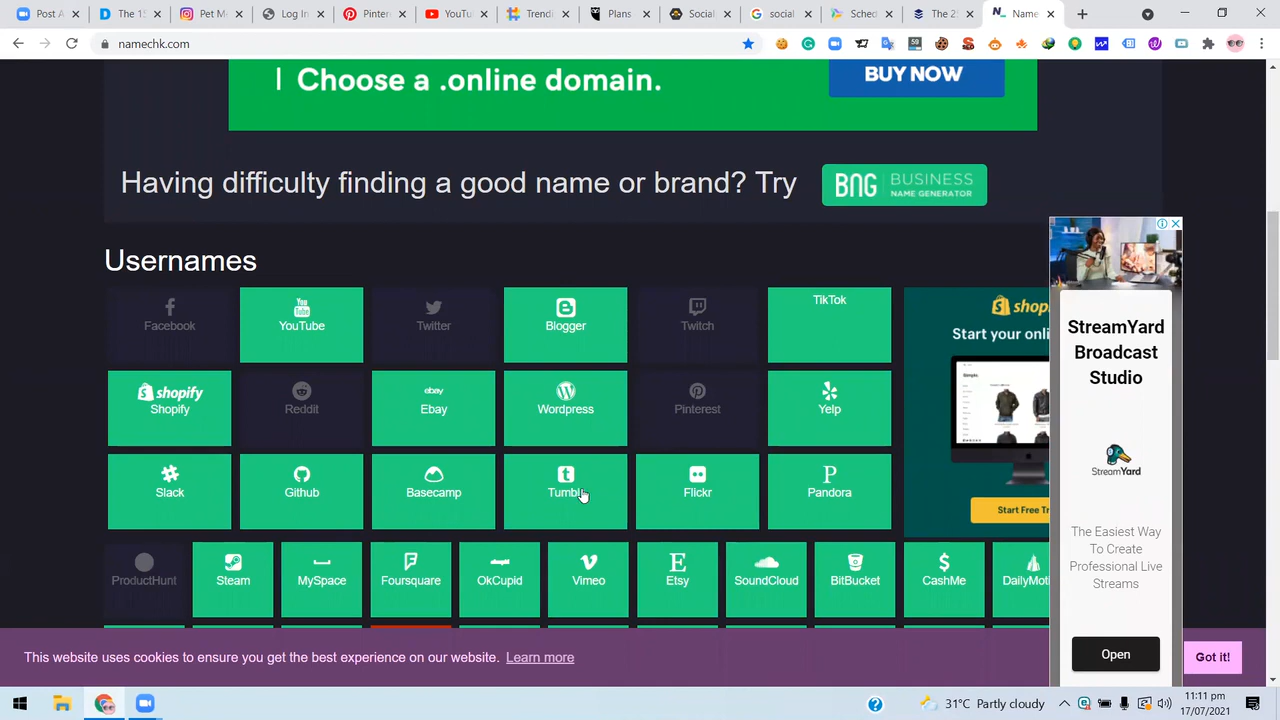 Post A
Pet M
Log In
Pinter
YouTu
Trendi
Plans
Social
social
Sched
The 2
Name
namechk.com
59
Choose a .online domain.
BUY NOW
Having difficulty finding a good name or brand? Try
BNG BUSINESS
NAME GENERATOR
Usernames
Facebook
YouTube
Twitter
Blogger
Twitch
TikTok
shopify
Shopify
Reddit
ebay
Ebay
Wordpress
Pinterest
Yelp
Slack
Github
Basecamp
Tumbl
Flickr
Pandora
ProductHunt
Steam
MySpace
Foursquare
OkCupid
Vimeo
Etsy
SoundCloud
BitBucket
CashMe
DailyMoti
shop
Start your onli
Start Free Tr
StreamYard
Broadcast
Studio
StreamYard
The Easiest Way
To Create
Professional Live
Streams
Open
This website uses cookies to ensure you get the best experience on our website. Learn more
Got it!
31°C Partly cloudy
11:11 pm
17/07/2021